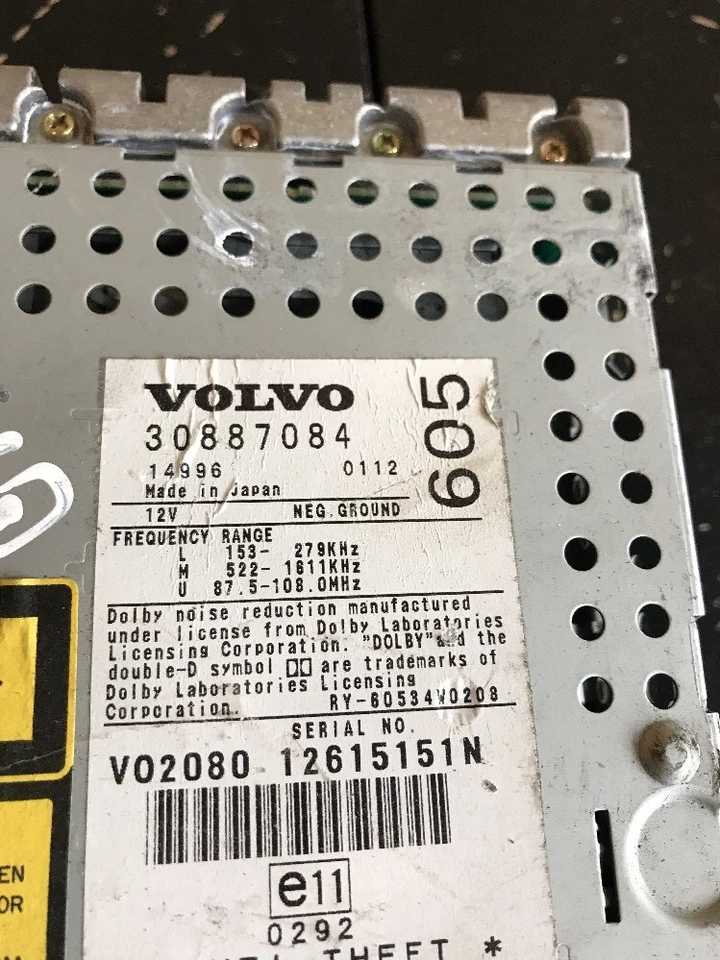 VOLVO
30887084
605
14996 0112
Made in Japan
12V NEG.GROUND
FREQUENCY RANGE
L 153- 279KHz
M 522- 1611KHz
U 87.5-108.0MHz
Dolby noise reduction manufactured
under license from Dolby Laboratories
Licensing Corporation. "DOLBY" and the
double-D symbol are trademarks of
Dolby Laboratories Licensing
Corporation. RY-60534V0208
SERIAL NO.
VO2080 12615151N
e11
0292
THEFT *
EN
OR